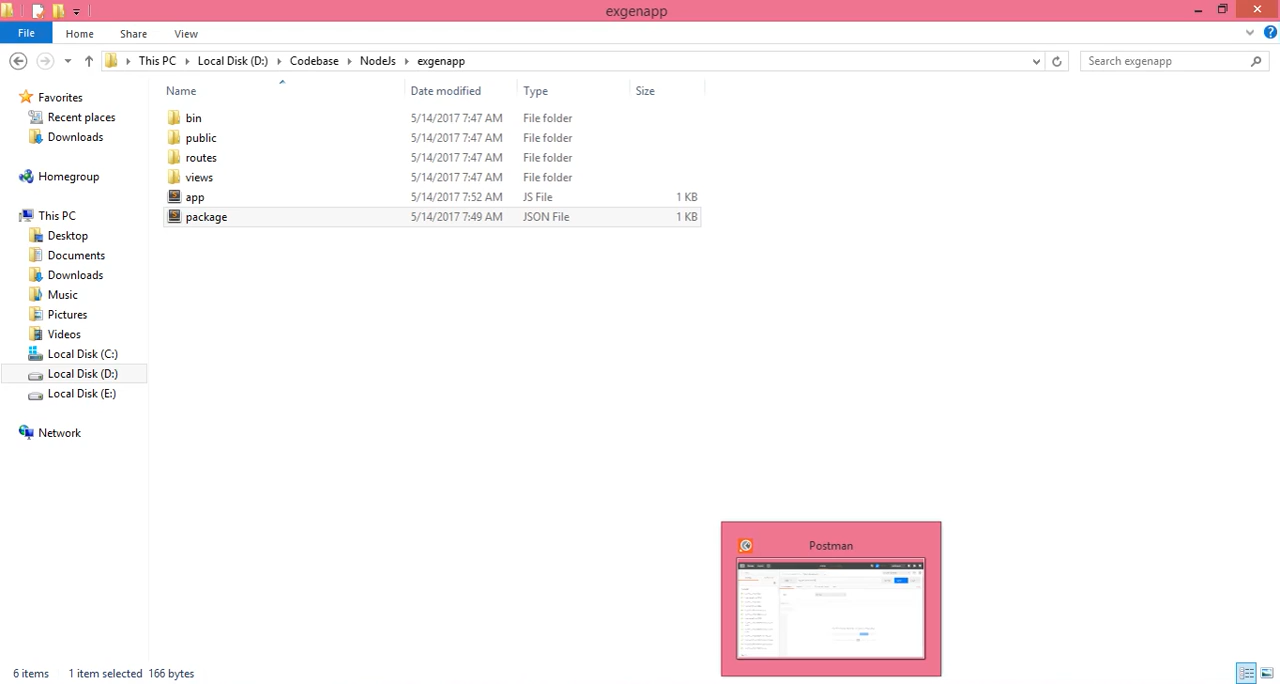 exgenapp
File Home Share View
This PC Local Disk (D:) Codebase NodeJs exgenapp
Search exgenapp
Name Date modified Type Size
Favorites
Recent places
Downloads
Homegroup
This PC
Desktop
Documents
Downloads
Music
Pictures
Videos
Local Disk (C:)
Local Disk (D:)
Local Disk (E:)
Network
bin 5/14/2017 7:47 AM File folder
public 5/14/2017 7:47 AM File folder
routes 5/14/2017 7:47 AM File folder
views 5/14/2017 7:47 AM File folder
app 5/14/2017 7:52 AM JS File 1 KB
package 5/14/2017 7:49 AM JSON File 1 KB
Postman
6 items 1 item selected 166 bytes